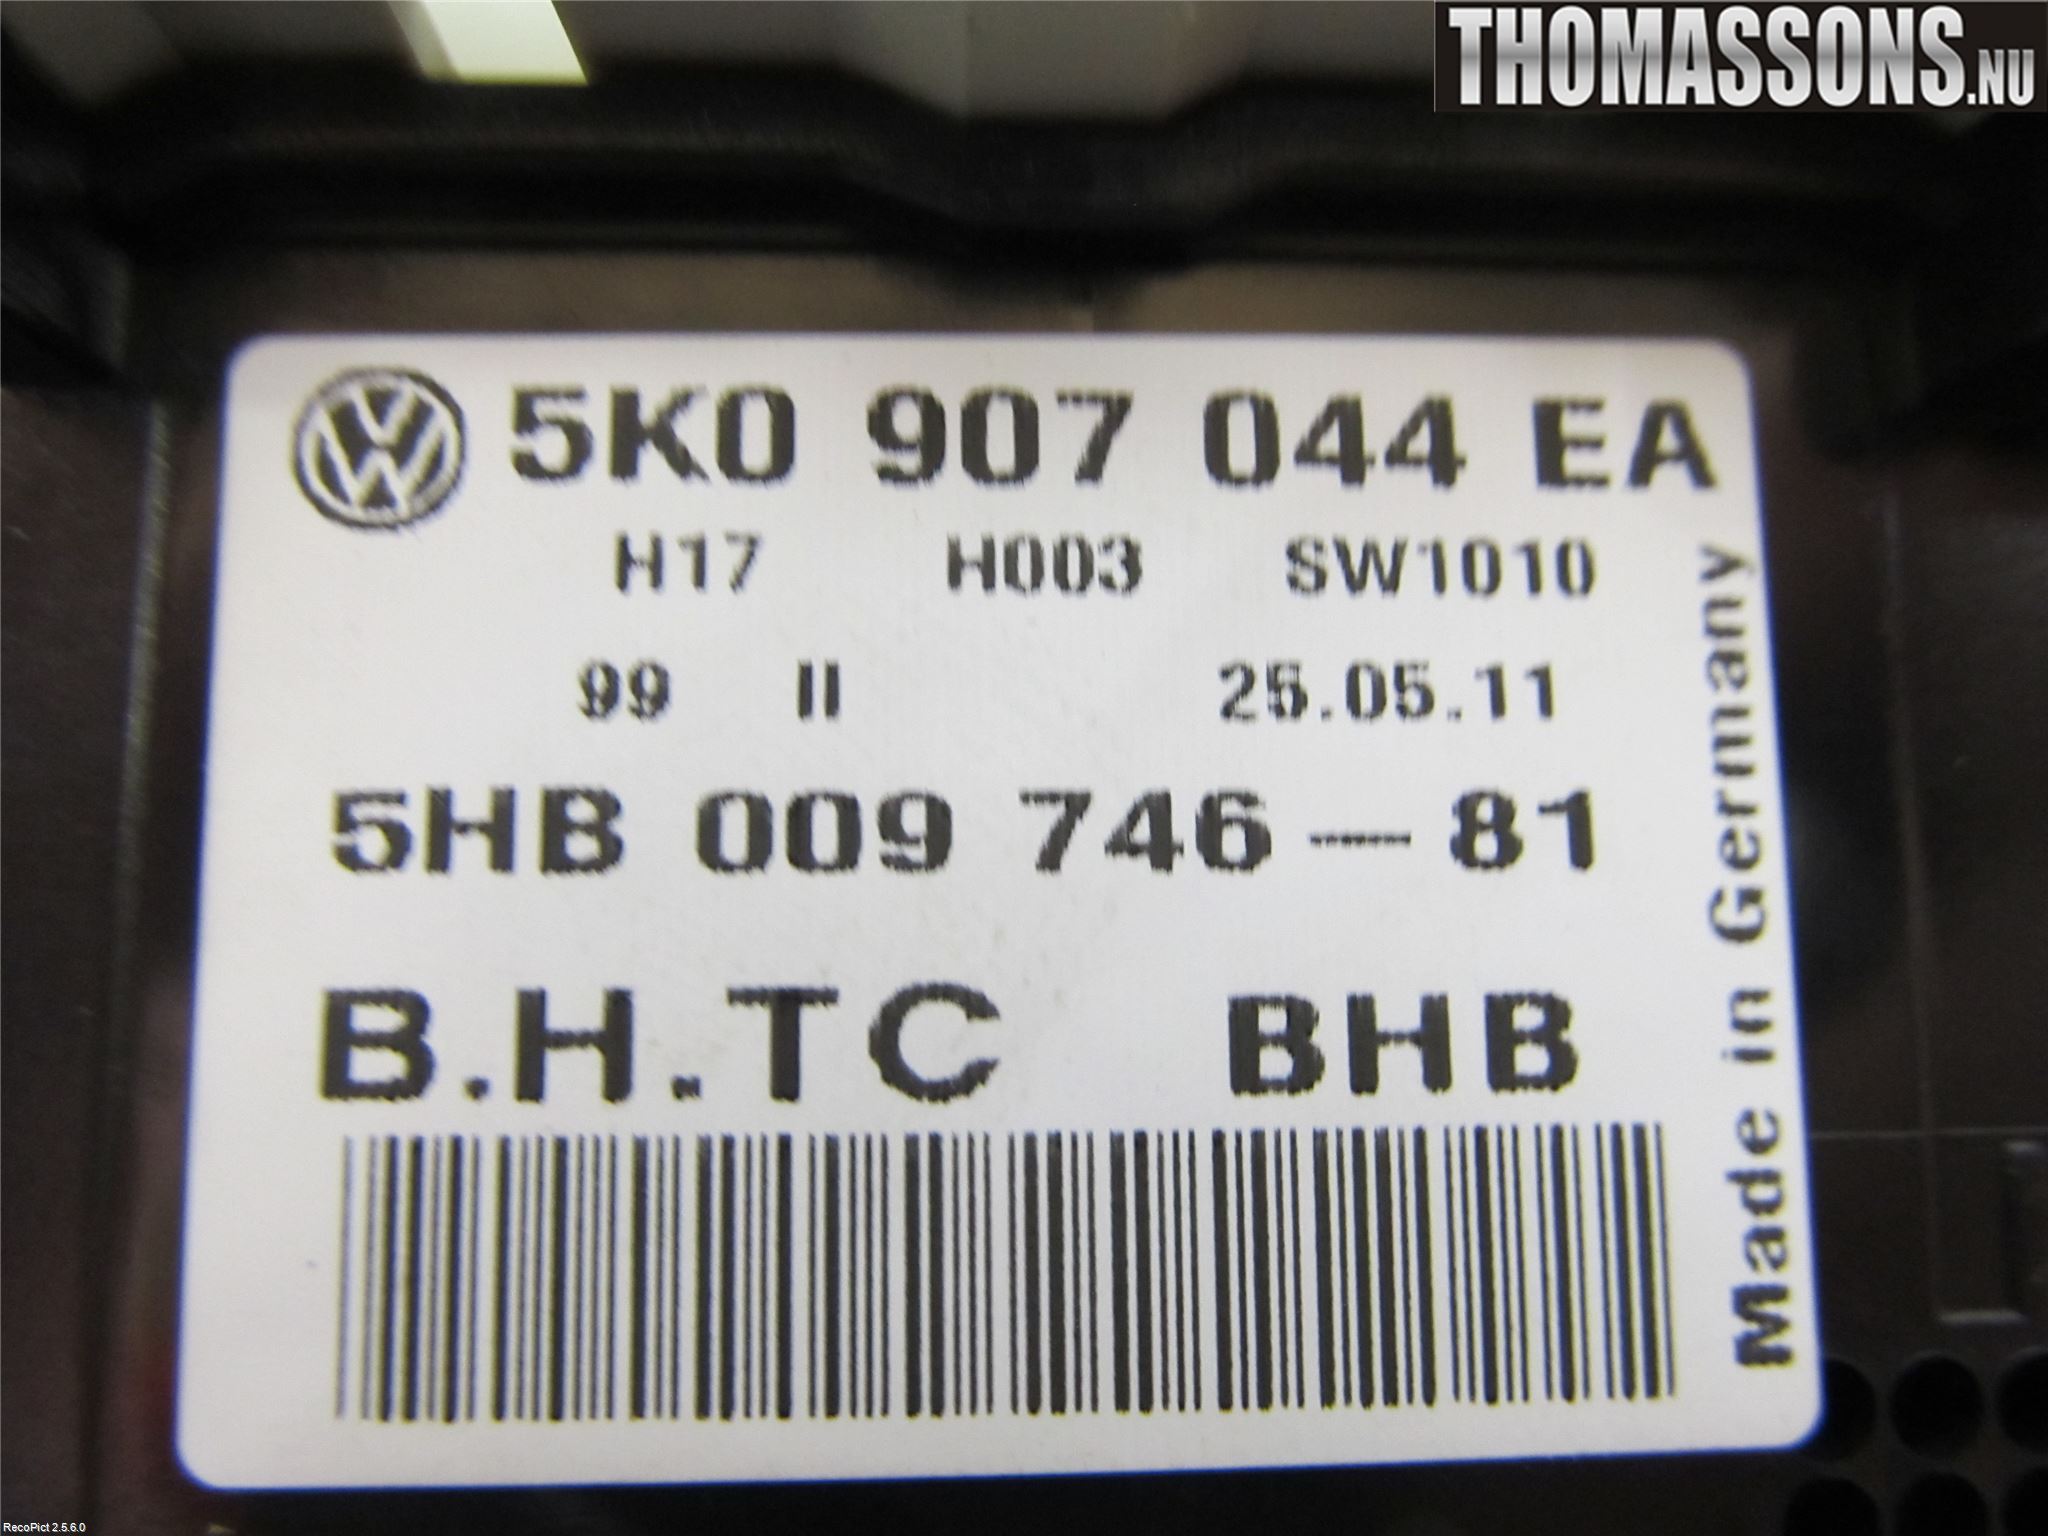 THOMASSONS.NU
5K0 907 044 EA
H17 H003 SW1010
99 II 25.05.11
5HB 009 746-81
B.H.TC BHB
Made in Germany
RecoPict 2.5.6.0